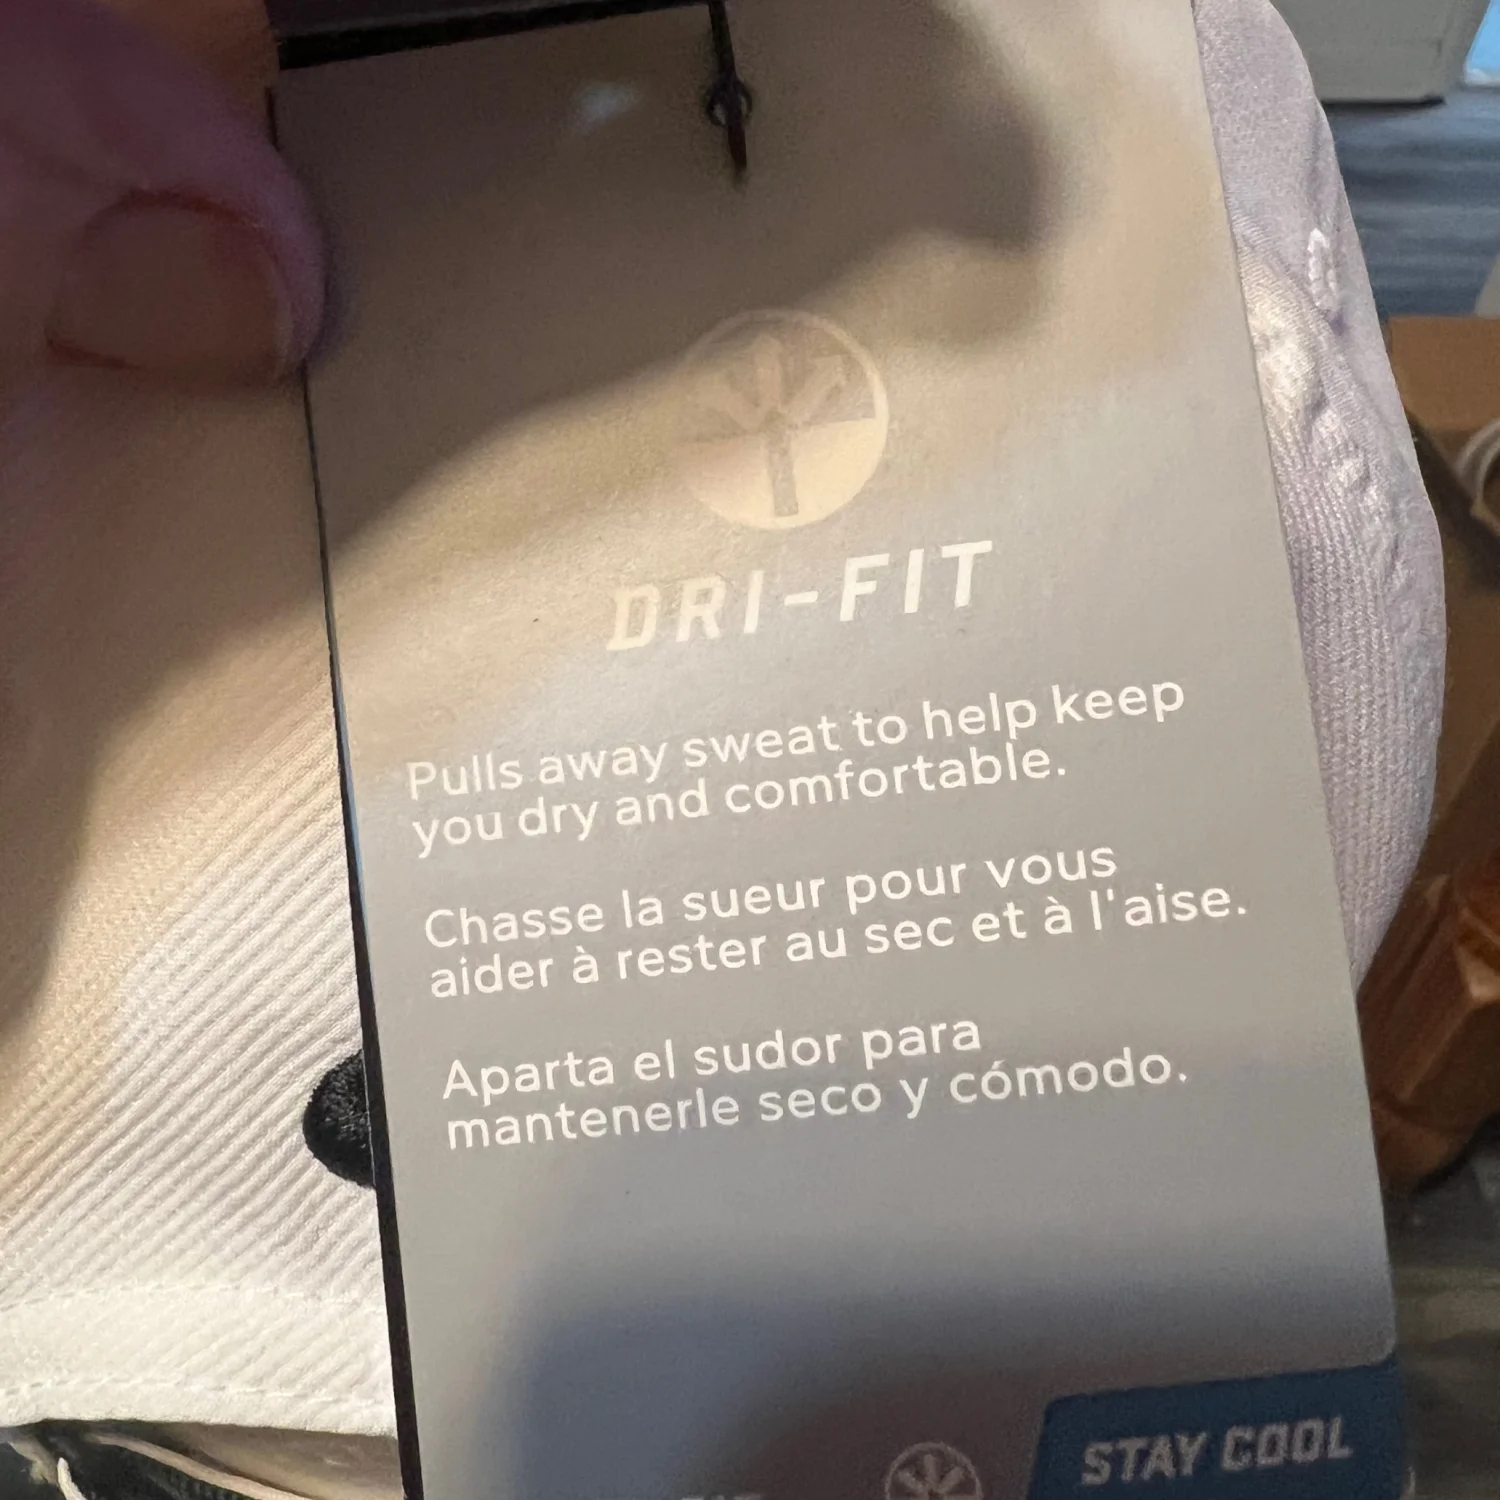 DRI-FIT
Pulls away sweat to help keep
you dry and comfortable.
Chasse la sueur pour vous
aider à rester au sec et à l'aise.
Aparta el sudor para
mantenerle seco y cómodo.
STAY COOL